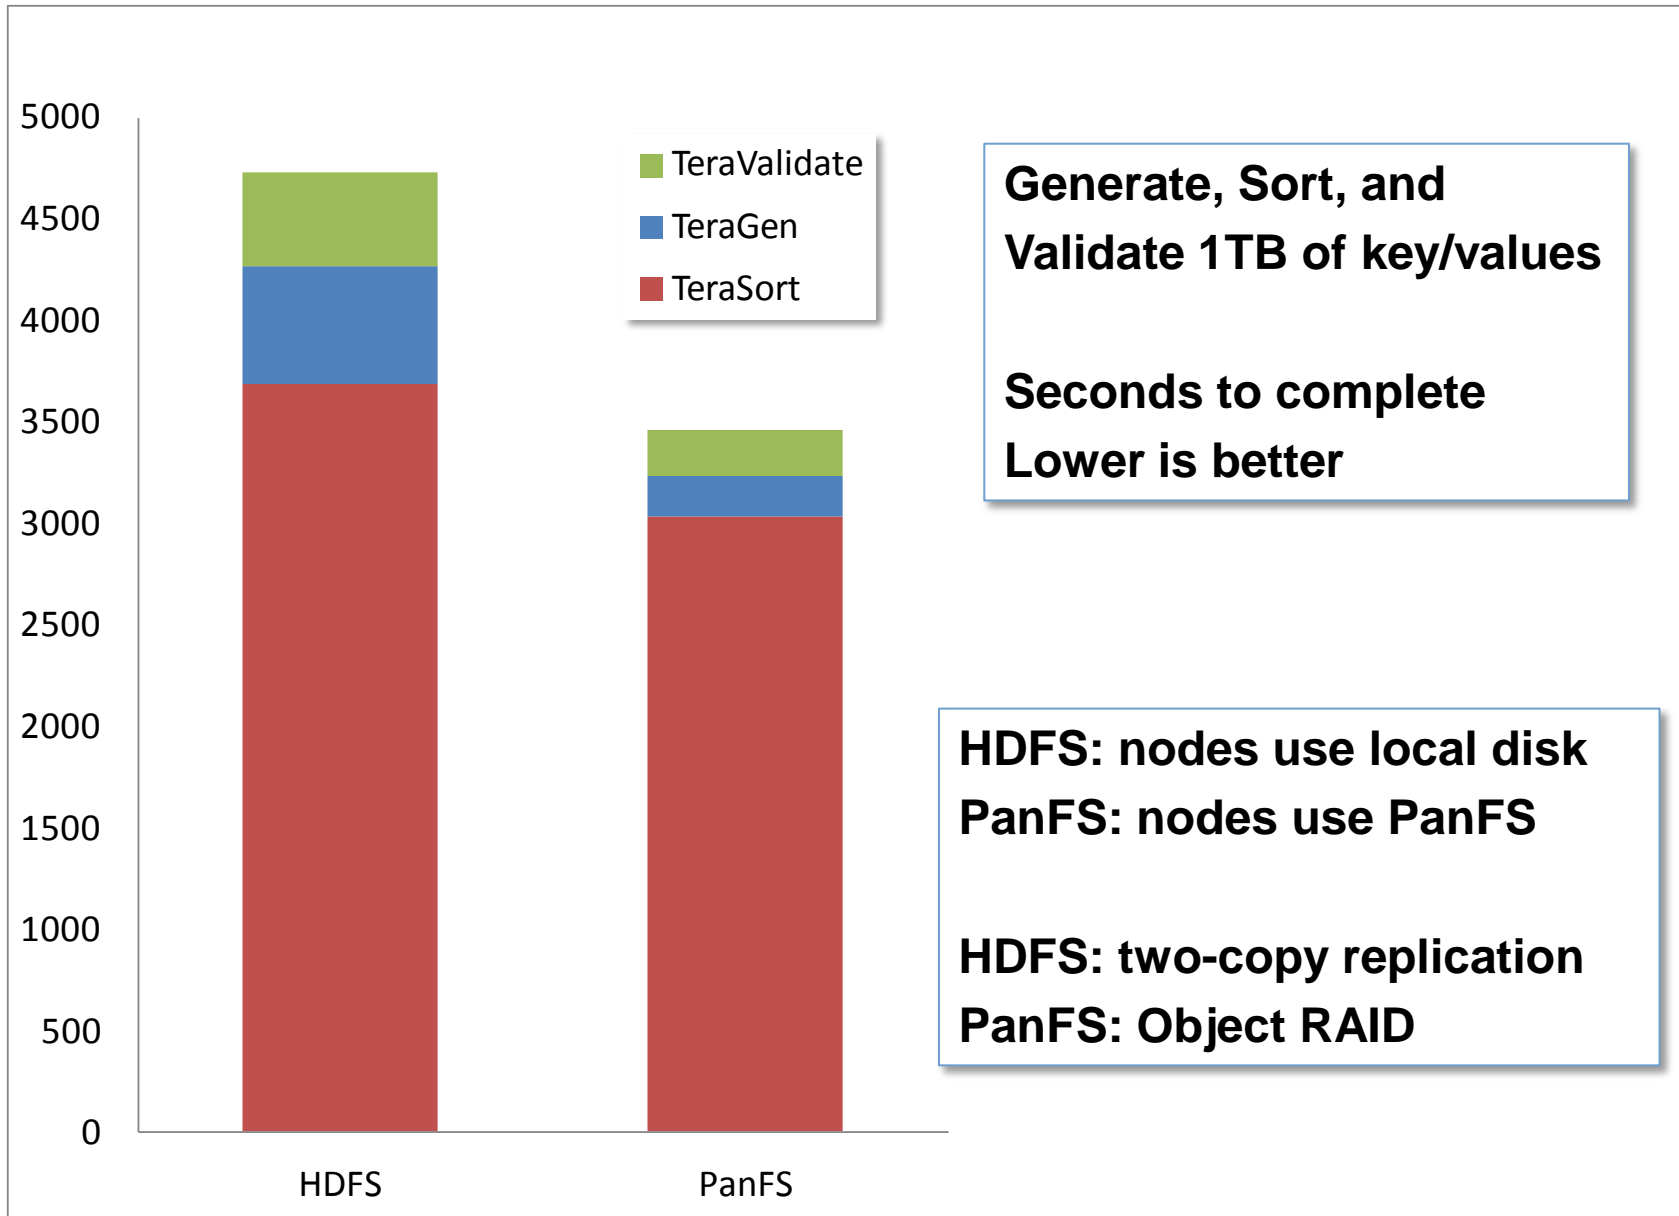 5000
4500
4000
3500
3000
2500
2000
1500
1000
500
0
HDFS
PanFS
TeraValidate
TeraGen
TeraSort
Generate, Sort, and
Validate 1TB of key/values
Seconds to complete
Lower is better
HDFS: nodes use local disk
PanFS: nodes use PanFS
HDFS: two-copy replication
PanFS: Object RAID